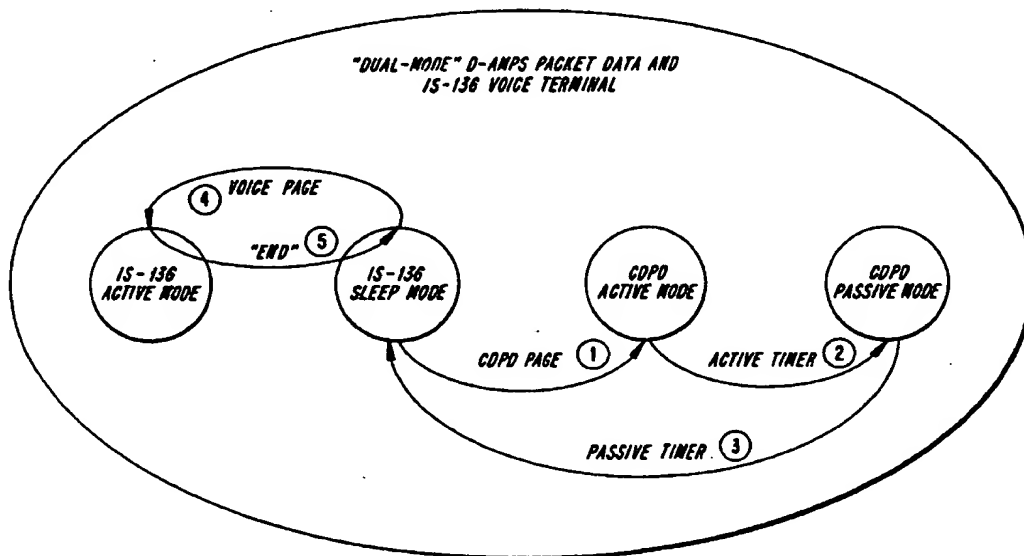 "DUAL-MODE" D-AMPS PACKET DATA AND
IS-136 VOICE TERMINAL
4 VOICE PAGE
"END" 5
IS-136
ACTIVE MODE
IS-136
SLEEP MODE
CDPD
ACTIVE MODE
CDPD
PASSIVE MODE
CDPD PAGE 1
ACTIVE TIMER 2
PASSIVE TIMER 3